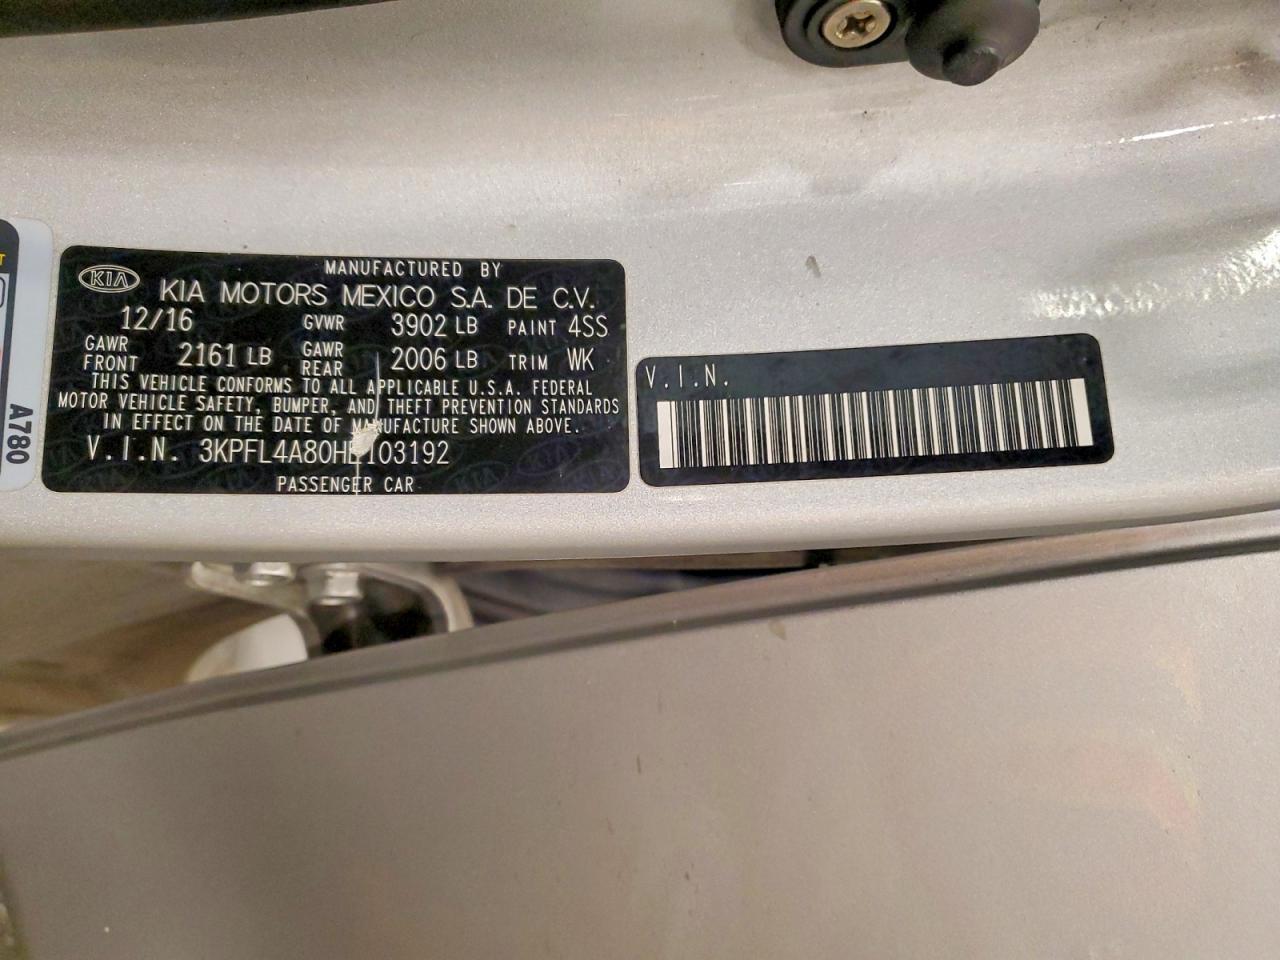 KIA
MANUFACTURED BY
KIA MOTORS MEXICO S.A. DE C.V.
12/16 GVWR 3902 LB PAINT 4SS
GAWR FRONT 2161 LB GAWR REAR 2006 LB TRIM WK
THIS VEHICLE CONFORMS TO ALL APPLICABLE U.S.A. FEDERAL
MOTOR VEHICLE SAFETY, BUMPER, AND THEFT PREVENTION STANDARDS
IN EFFECT ON THE DATE OF MANUFACTURE SHOWN ABOVE.
V.I.N.
PASSENGER CAR
V.I.N.
A780